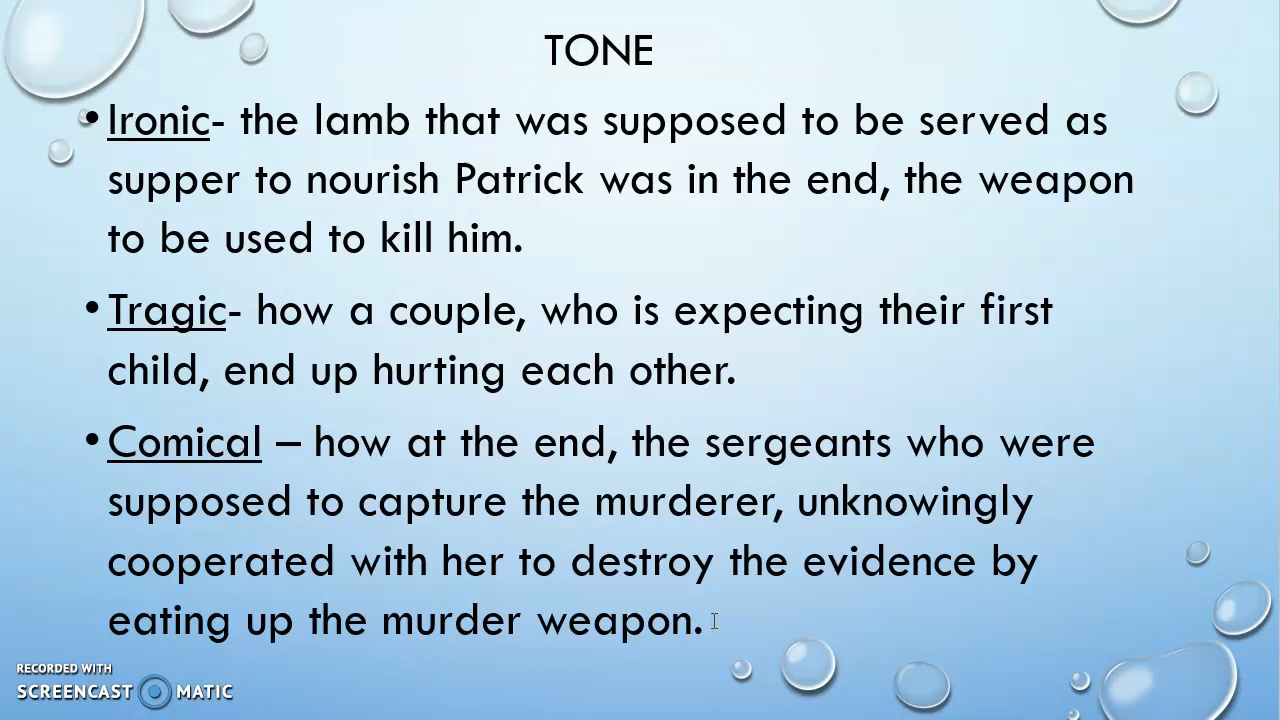 TONE
• Ironic- the lamb that was supposed to be served as
supper to nourish Patrick was in the end, the weapon
to be used to kill him.
• Tragic- how a couple, who is expecting their first
child, end up hurting each other.
• Comical – how at the end, the sergeants who were
supposed to capture the murderer, unknowingly
cooperated with her to destroy the evidence by
eating up the murder weapon.
RECORDED WITH
SCREENCAST MATIC